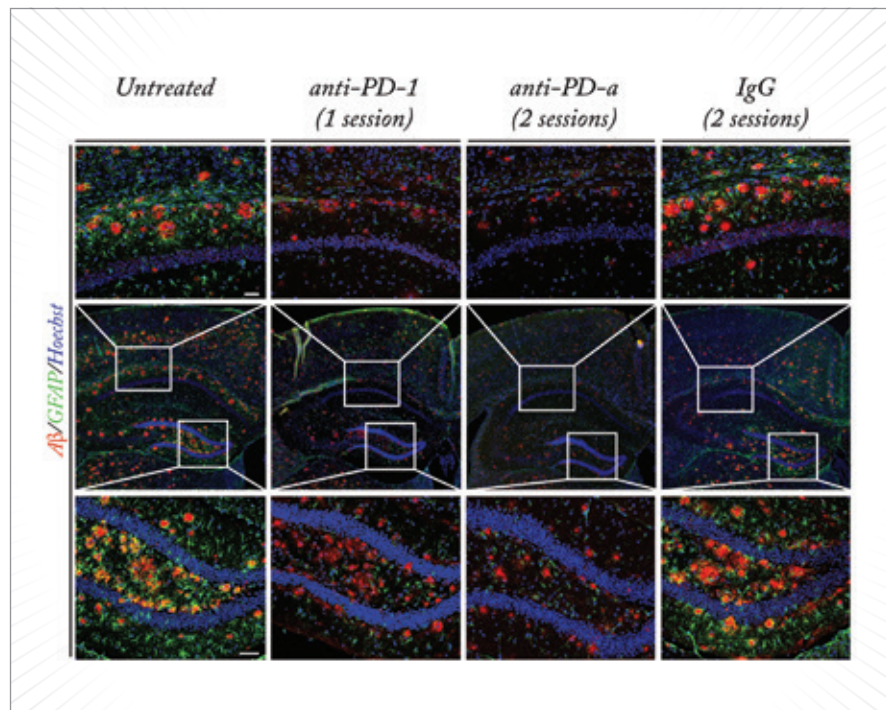 Untreated
anti-PD-1
(1 session)
anti-PD-a
(2 sessions)
IgG
(2 sessions)
Aβ/GFAP/Hoechst